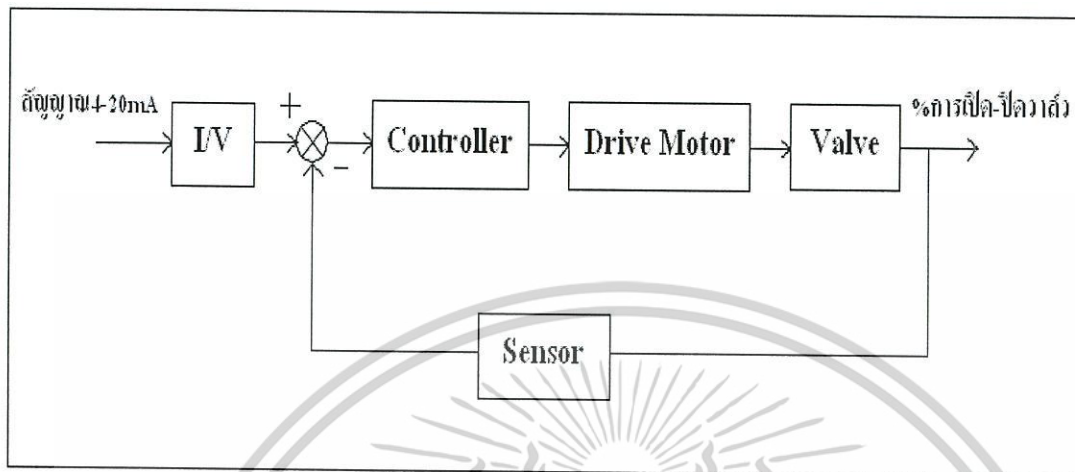 สัญญาณ4-20mA
I/V
+
−
Controller
Drive Motor
Valve
%การเปิด-ปิดวาล์ว
Sensor